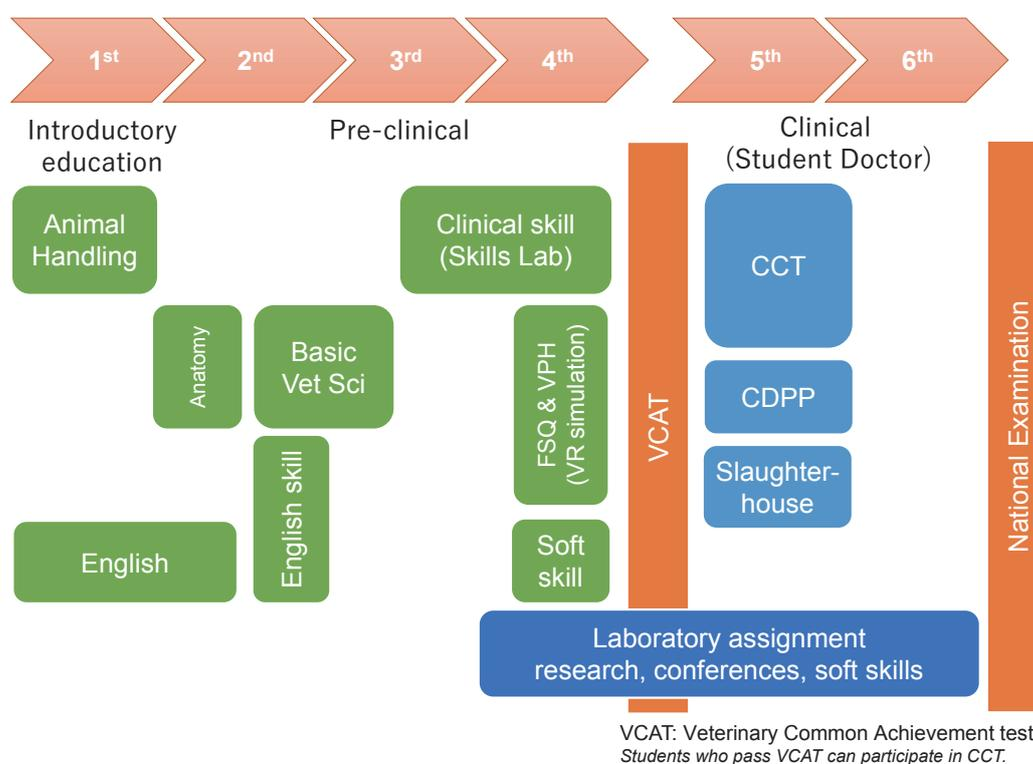 1st
2nd
3rd
4th
5th
6th
Introductory
education
Pre-clinical
Clinical
(Student Doctor)
Animal
Handling
Clinical skill
(Skills Lab)
CCT
Anatomy
Basic
Vet Sci
FSQ & VPH
(VR simulation)
VCAT
CDPP
National Examination
English skill
Slaughter-
house
English
Soft
skill
Laboratory assignment
research, conferences, soft skills
VCAT: Veterinary Common Achievement test
Students who pass VCAT can participate in CCT.